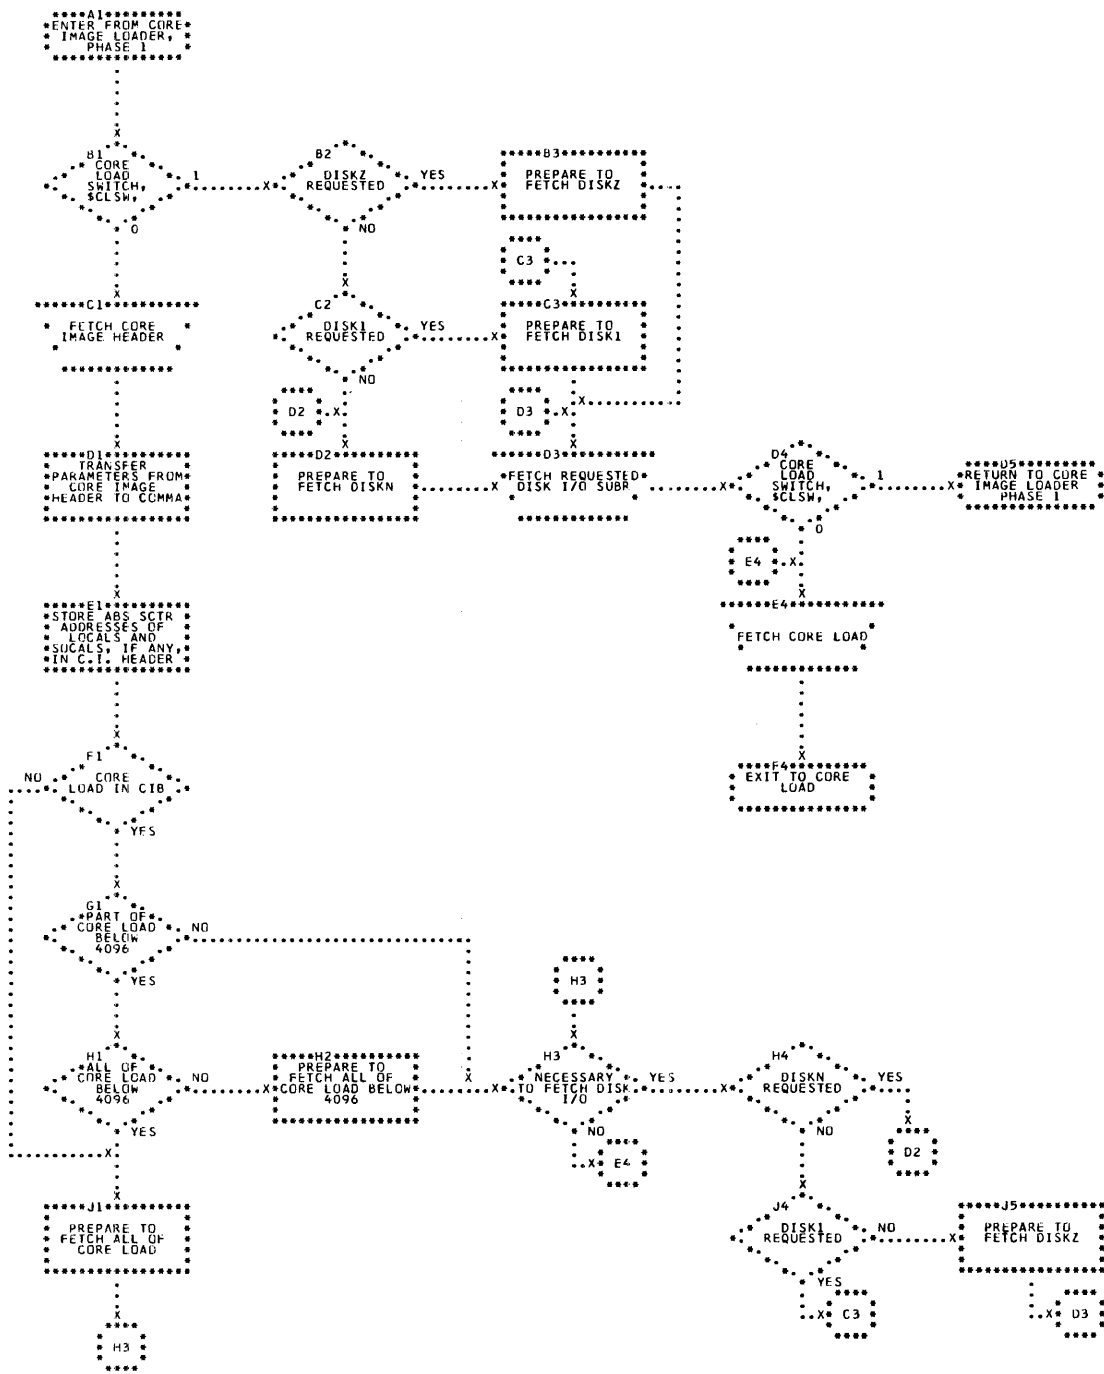 A1
ENTER FROM CORE
IMAGE LOADER,
PHASE 1
B1
CORE
LOAD
SWITCH,
$CLSW,
1
0
B2
DISKZ
REQUESTED
YES
NO
B3
PREPARE TO
FETCH DISKZ
C3
C1
FETCH CORE
IMAGE HEADER
C2
DISK1
REQUESTED
YES
NO
C3
PREPARE TO
FETCH DISK1
D2
D3
D1
TRANSFER
PARAMETERS FROM
CORE IMAGE
HEADER TO COMMA
D2
PREPARE TO
FETCH DISKN
D3
FETCH REQUESTED
DISK I/O SUBR
D4
CORE
LOAD
SWITCH,
$CLSW,
1
0
D5
RETURN TO CORE
IMAGE LOADER
PHASE 1
E4
E1
STORE ABS SCTR
ADDRESSES OF
LOCALS AND
SOCALS, IF ANY,
IN C.I. HEADER
E4
FETCH CORE LOAD
F1
CORE
LOAD IN CIB
NO
YES
F4
EXIT TO CORE
LOAD
G1
PART OF
CORE LOAD
BELOW
4096
NO
YES
H3
H1
ALL OF
CORE LOAD
BELOW
4096
NO
YES
H2
PREPARE TO
FETCH ALL OF
CORE LOAD BELOW
4096
H3
NECESSARY
TO FETCH DISK
I/O
YES
NO
E4
H4
DISKN
REQUESTED
YES
NO
D2
J1
PREPARE TO
FETCH ALL OF
CORE LOAD
J4
DISK1
REQUESTED
NO
YES
J5
PREPARE TO
FETCH DISKZ
C3
D3
H3